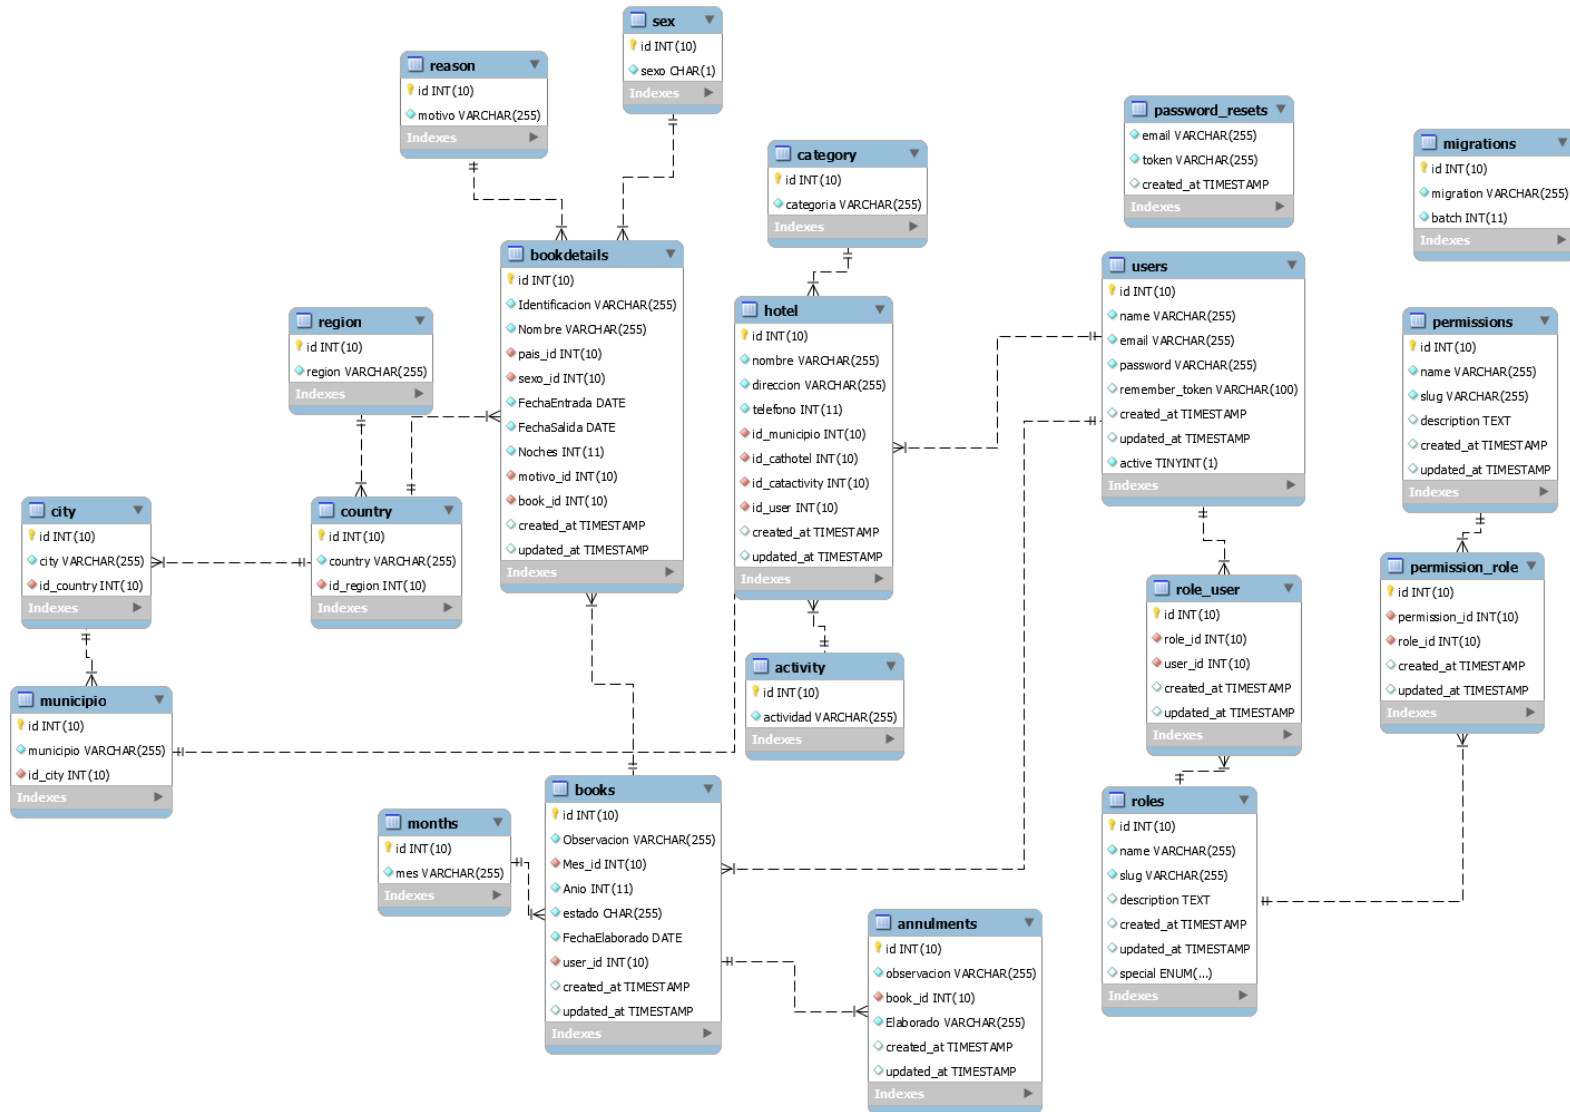 sex
id INT(10)
sexo CHAR(1)
Indexes
reason
id INT(10)
motivo VARCHAR(255)
Indexes
password_resets
email VARCHAR(255)
token VARCHAR(255)
created_at TIMESTAMP
Indexes
migrations
id INT(10)
migration VARCHAR(255)
batch INT(11)
Indexes
category
id INT(10)
categoria VARCHAR(255)
Indexes
bookdetails
id INT(10)
Identificacion VARCHAR(255)
Nombre VARCHAR(255)
pais_id INT(10)
sexo_id INT(10)
FechaEntrada DATE
FechaSalida DATE
Noches INT(11)
motivo_id INT(10)
book_id INT(10)
created_at TIMESTAMP
updated_at TIMESTAMP
Indexes
users
id INT(10)
name VARCHAR(255)
email VARCHAR(255)
password VARCHAR(255)
remember_token VARCHAR(100)
created_at TIMESTAMP
updated_at TIMESTAMP
active TINYINT(1)
Indexes
hotel
id INT(10)
nombre VARCHAR(255)
direccion VARCHAR(255)
telefono INT(11)
id_municipio INT(10)
id_cathotel INT(10)
id_catactivity INT(10)
id_user INT(10)
created_at TIMESTAMP
updated_at TIMESTAMP
Indexes
region
id INT(10)
region VARCHAR(255)
Indexes
permissions
id INT(10)
name VARCHAR(255)
slug VARCHAR(255)
description TEXT
created_at TIMESTAMP
updated_at TIMESTAMP
Indexes
city
id INT(10)
city VARCHAR(255)
id_country INT(10)
Indexes
country
id INT(10)
country VARCHAR(255)
id_region INT(10)
Indexes
permission_role
id INT(10)
permission_id INT(10)
role_id INT(10)
created_at TIMESTAMP
updated_at TIMESTAMP
Indexes
role_user
id INT(10)
role_id INT(10)
user_id INT(10)
created_at TIMESTAMP
updated_at TIMESTAMP
Indexes
activity
id INT(10)
actividad VARCHAR(255)
Indexes
municipio
id INT(10)
municipio VARCHAR(255)
id_city INT(10)
Indexes
books
id INT(10)
Observacion VARCHAR(255)
Mes_id INT(10)
Anio INT(11)
estado CHAR(255)
FechaElaborado DATE
user_id INT(10)
created_at TIMESTAMP
updated_at TIMESTAMP
Indexes
roles
id INT(10)
name VARCHAR(255)
slug VARCHAR(255)
description TEXT
created_at TIMESTAMP
updated_at TIMESTAMP
special ENUM(...)
Indexes
months
id INT(10)
mes VARCHAR(255)
Indexes
annulments
id INT(10)
observacion VARCHAR(255)
book_id INT(10)
Elaborado VARCHAR(255)
created_at TIMESTAMP
updated_at TIMESTAMP
Indexes